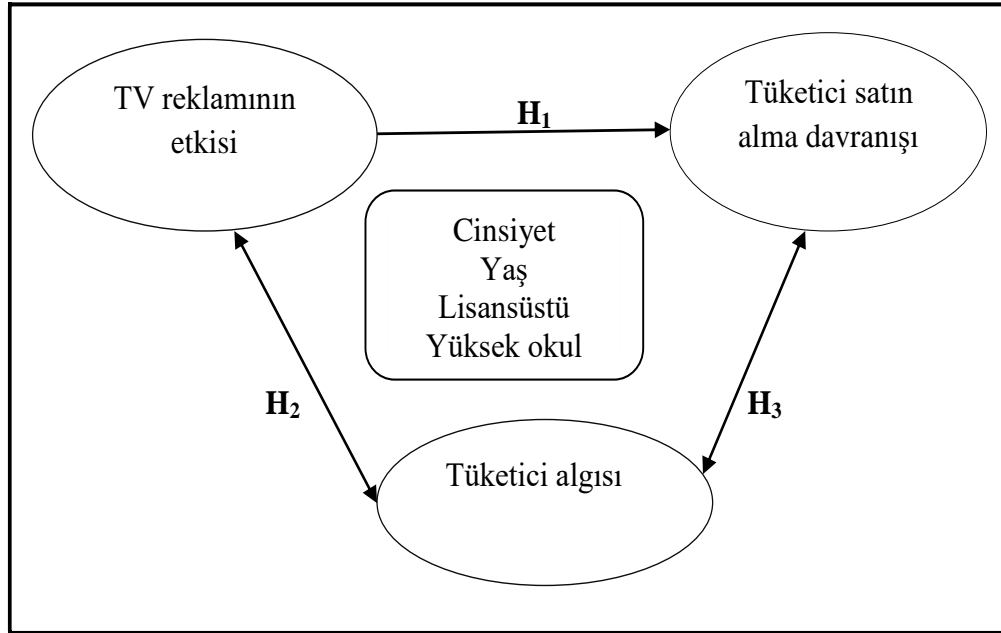 TV reklamının
etkisi
H₁
Tüketici satın
alma davranışı
Cinsiyet
Yaş
Lisansüstü
Yüksek okul
H₂
H₃
Tüketici algısı